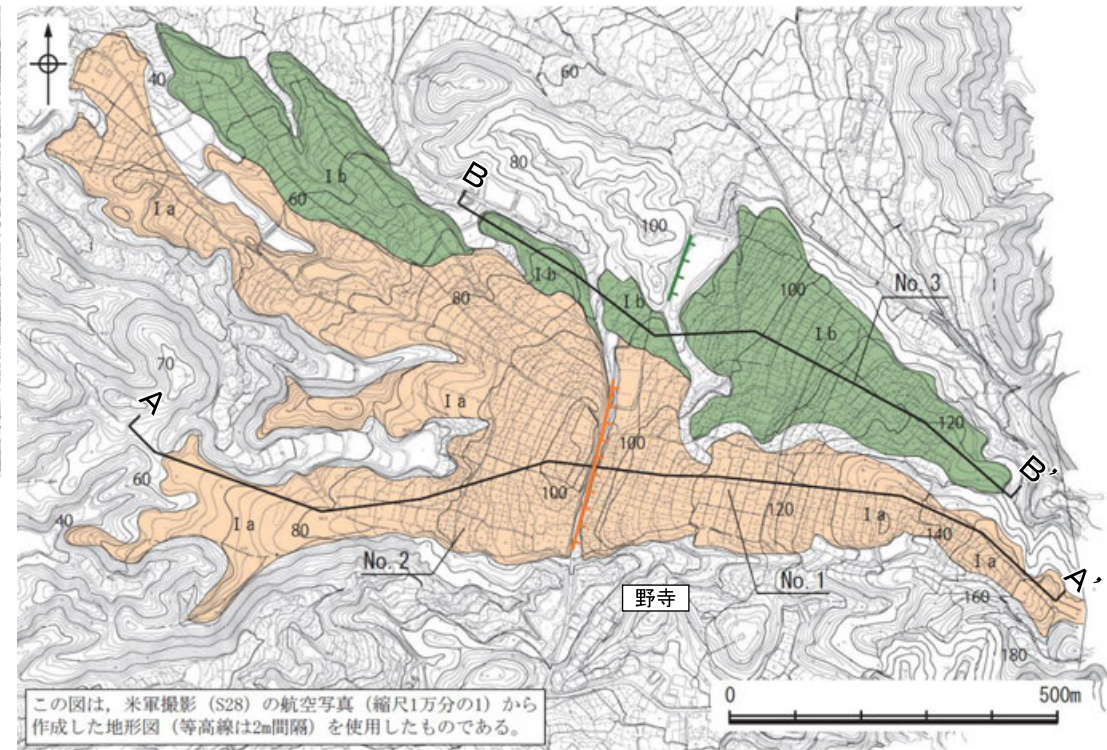 40
60
80
B
100
Ⅰb
60
Ⅰa
Ⅰb
Ⅰb
100
No. 3
Ⅰb
80
70
A
Ⅰa
100
120
B'
60
100
120
Ⅰa
40
Ⅰa
80
140
Ⅰa
No. 2
No. 1
A'
野寺
160
180
この図は，米軍撮影（S28）の航空写真（縮尺1万分の1）から
作成した地形図（等高線は2m間隔）を使用したものである。
0
500m